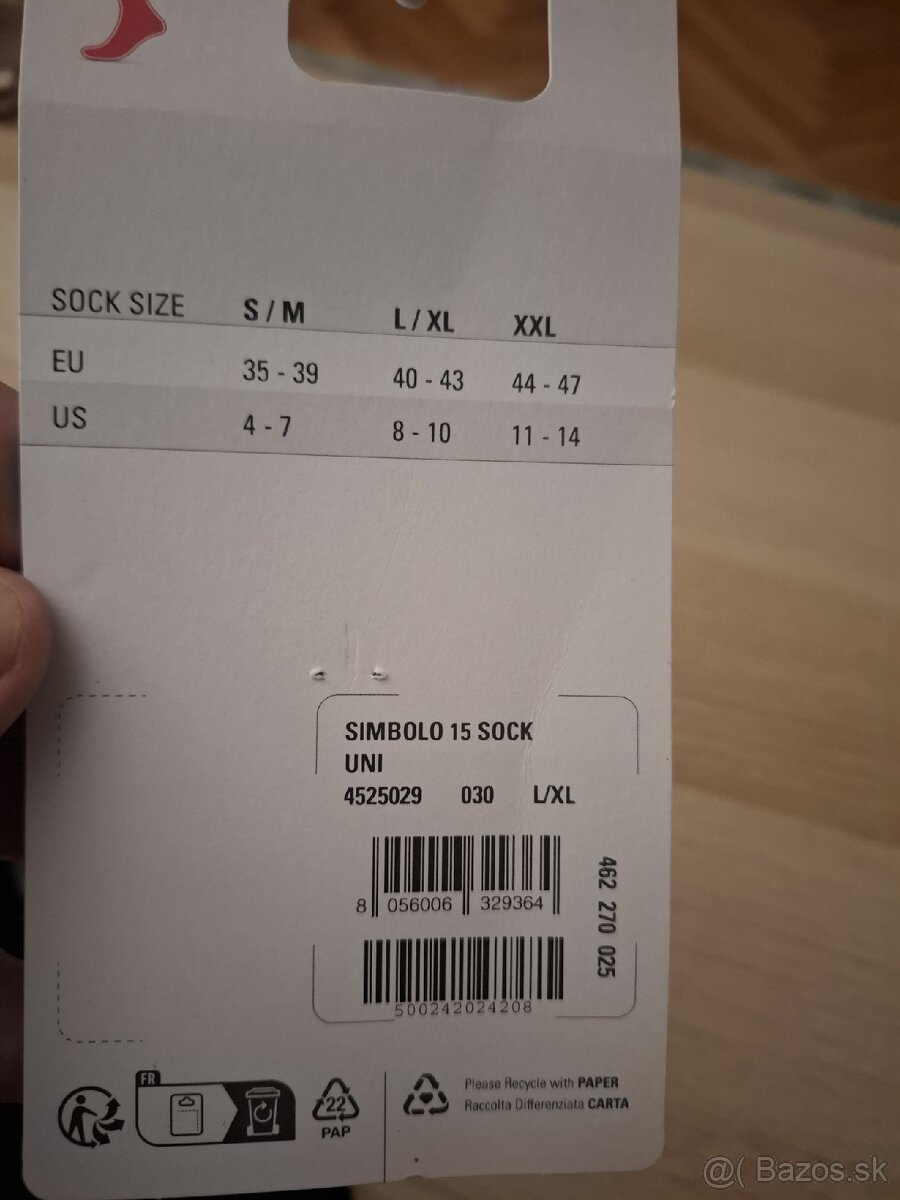 SOCK SIZE S / M L / XL XXL
EU 35 - 39 40 - 43 44 - 47
US 4 - 7 8 - 10 11 - 14
SIMBOLO 15 SOCK
UNI
4525029 030 L/XL
8 056006 329364
462 270 025
500242024208
FR
22
PAP
Please Recycle with PAPER
Raccolta Differenziata CARTA
@( Bazos.sk